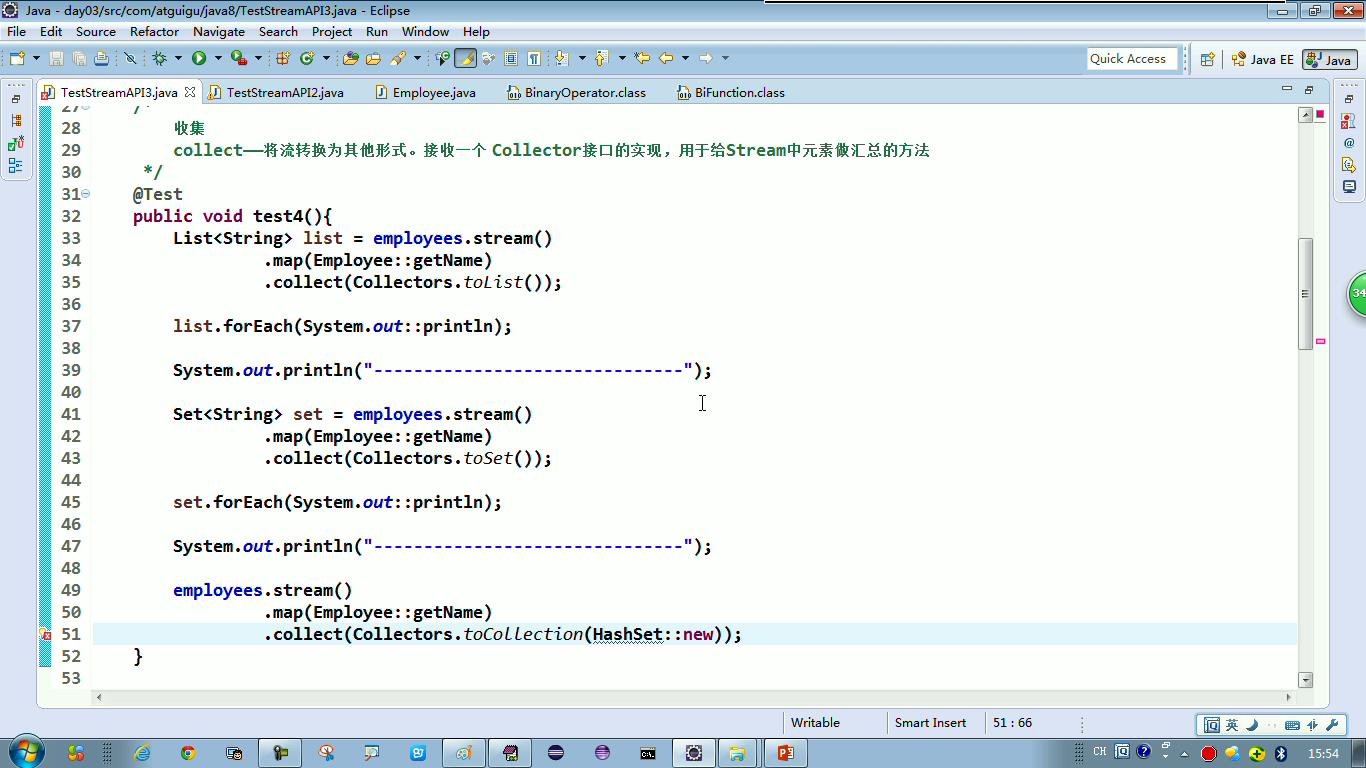 Java - day03/src/com/atguigu/java8/TestStreamAPI3.java - Eclipse
File Edit Source Refactor Navigate Search Project Run Window Help
Quick Access Java EE Java
TestStreamAPI3.java TestStreamAPI2.java Employee.java BinaryOperator.class BiFunction.class
27 /*
28 收集
29 collect——将流转换为其他形式。接收一个 Collector接口的实现，用于给Stream中元素做汇总的方法
30 */
31 @Test
32 public void test4(){
33 List<String> list = employees.stream()
34 .map(Employee::getName)
35 .collect(Collectors.toList());
36
37 list.forEach(System.out::println);
38
39 System.out.println("-------------------------------");
40
41 Set<String> set = employees.stream()
42 .map(Employee::getName)
43 .collect(Collectors.toSet());
44
45 set.forEach(System.out::println);
46
47 System.out.println("-------------------------------");
48
49 employees.stream()
50 .map(Employee::getName)
51 .collect(Collectors.toCollection(HashSet::new));
52 }
53
34
Writable Smart Insert 51 : 66
英
CH 15:54